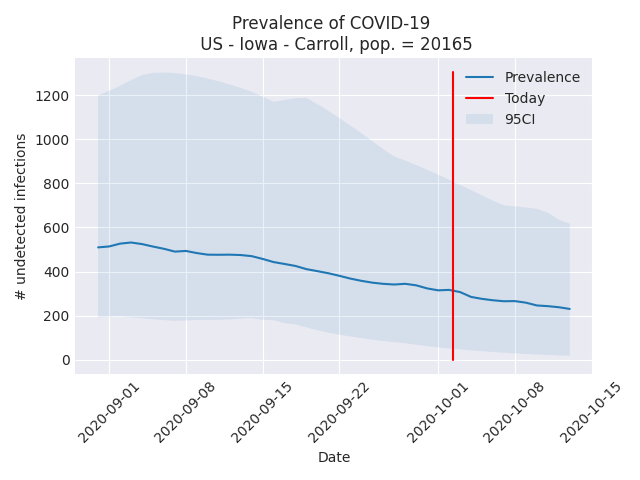 Prevalence of COVID-19
US - Iowa - Carroll, pop. = 20165
Prevalence
Today
95CI
# undetected infections
1200
1000
800
600
400
200
0
2020-09-01
2020-09-08
2020-09-15
2020-09-22
2020-10-01
2020-10-08
2020-10-15
Date